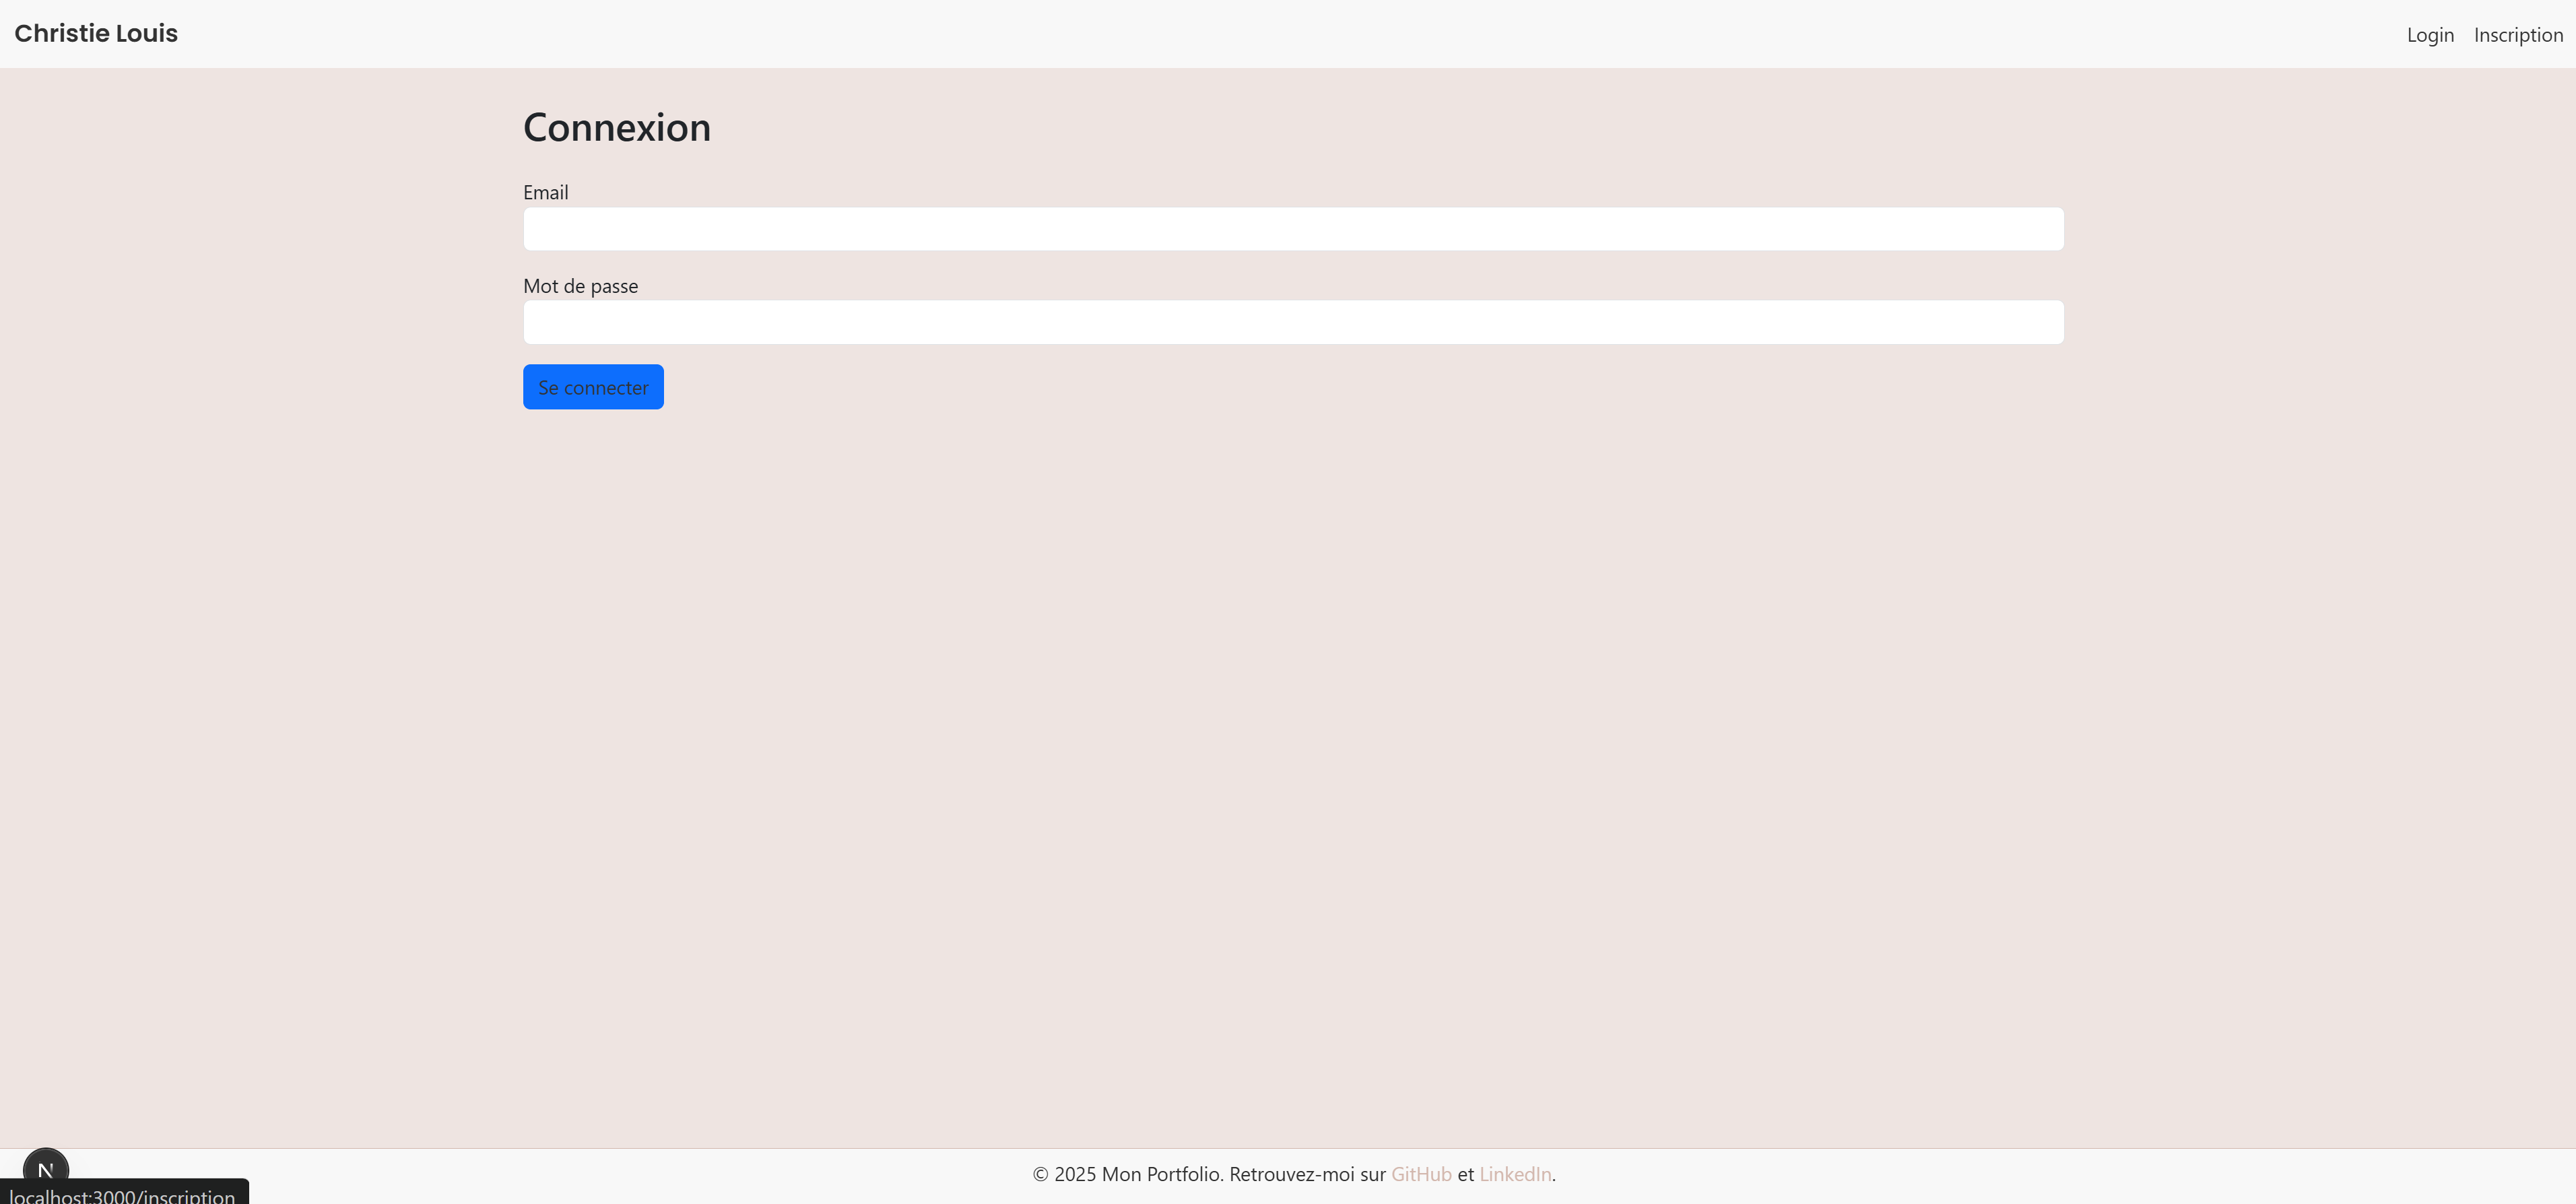 Christie Louis
Login Inscription
Connexion
Email
Mot de passe
Se connecter
© 2025 Mon Portfolio. Retrouvez-moi sur GitHub et LinkedIn.
N
localhost:3000/inscription